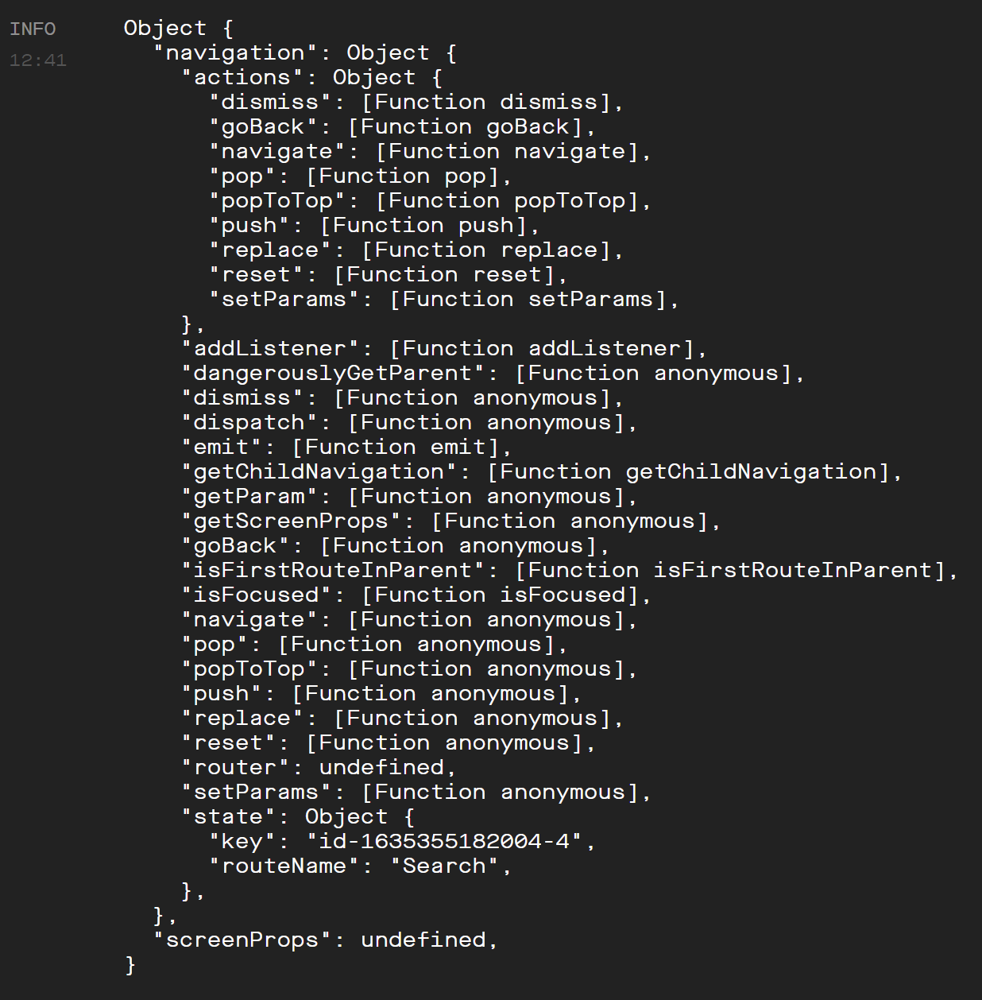 INFO
12:41
Object {
"navigation": Object {
"actions": Object {
"dismiss": [Function dismiss],
"goBack": [Function goBack],
"navigate": [Function navigate],
"pop": [Function pop],
"popToTop": [Function popToTop],
"push": [Function push],
"replace": [Function replace],
"reset": [Function reset],
"setParams": [Function setParams],
},
"addListener": [Function addListener],
"dangerouslyGetParent": [Function anonymous],
"dismiss": [Function anonymous],
"dispatch": [Function anonymous],
"emit": [Function emit],
"getChildNavigation": [Function getChildNavigation],
"getParam": [Function anonymous],
"getScreenProps": [Function anonymous],
"goBack": [Function anonymous],
"isFirstRouteInParent": [Function isFirstRouteInParent],
"isFocused": [Function isFocused],
"navigate": [Function anonymous],
"pop": [Function anonymous],
"popToTop": [Function anonymous],
"push": [Function anonymous],
"replace": [Function anonymous],
"reset": [Function anonymous],
"router": undefined,
"setParams": [Function anonymous],
"state": Object {
"key": "id-1635355182004-4",
"routeName": "Search",
},
},
"screenProps": undefined,
}